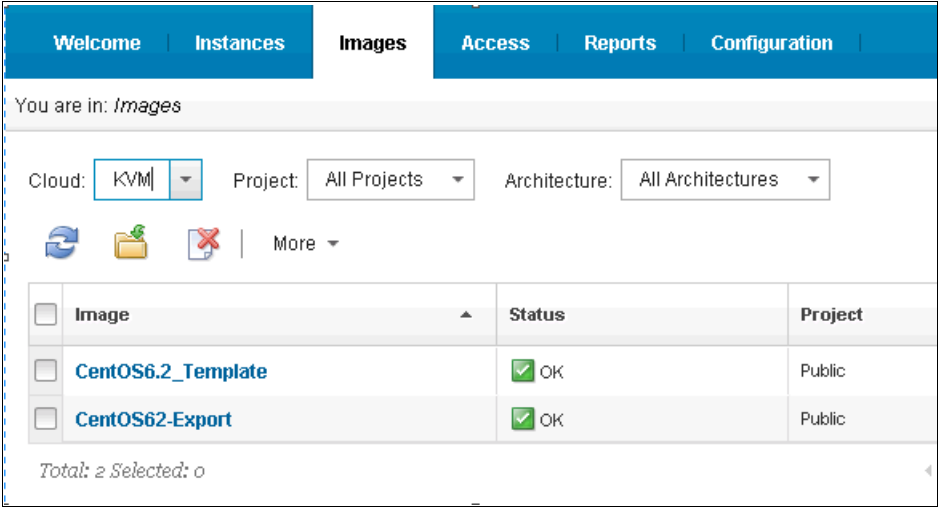 Welcome Instances Images Access Reports Configuration
You are in: Images
Cloud: KVM Project: All Projects Architecture: All Architectures
More
Image Status Project
CentOS6.2_Template OK Public
CentOS62-Export OK Public
Total: 2 Selected: 0